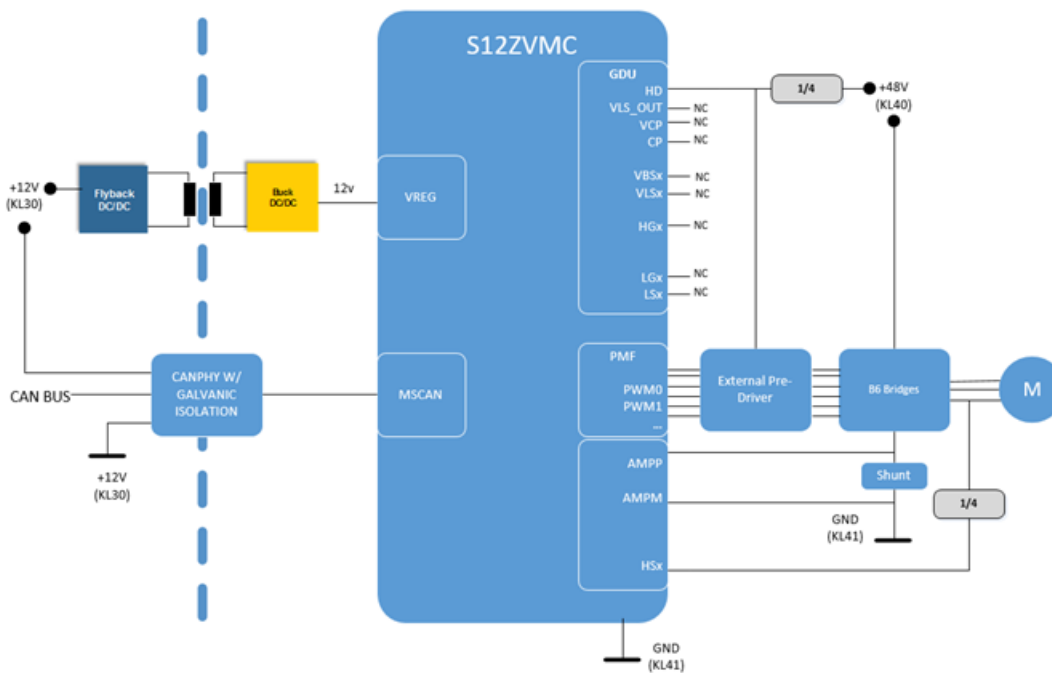 S12ZVMC
GDU
HD
VLS_OUT
VCP
CP
VBSx
VLSx
HGx
LGx
LSx
NC
NC
NC
NC
NC
NC
NC
NC
1/4
+48V
(KL40)
+12V
(KL30)
Flyback
DC/DC
Buck
DC/DC
12v
VREG
CAN BUS
CANPHY W/
GALVANIC
ISOLATION
MSCAN
+12V
(KL30)
PMF
PWM0
PWM1
...
External Pre-
Driver
B6 Bridges
M
AMPP
AMPM
HSx
Shunt
1/4
GND
(KL41)
GND
(KL41)